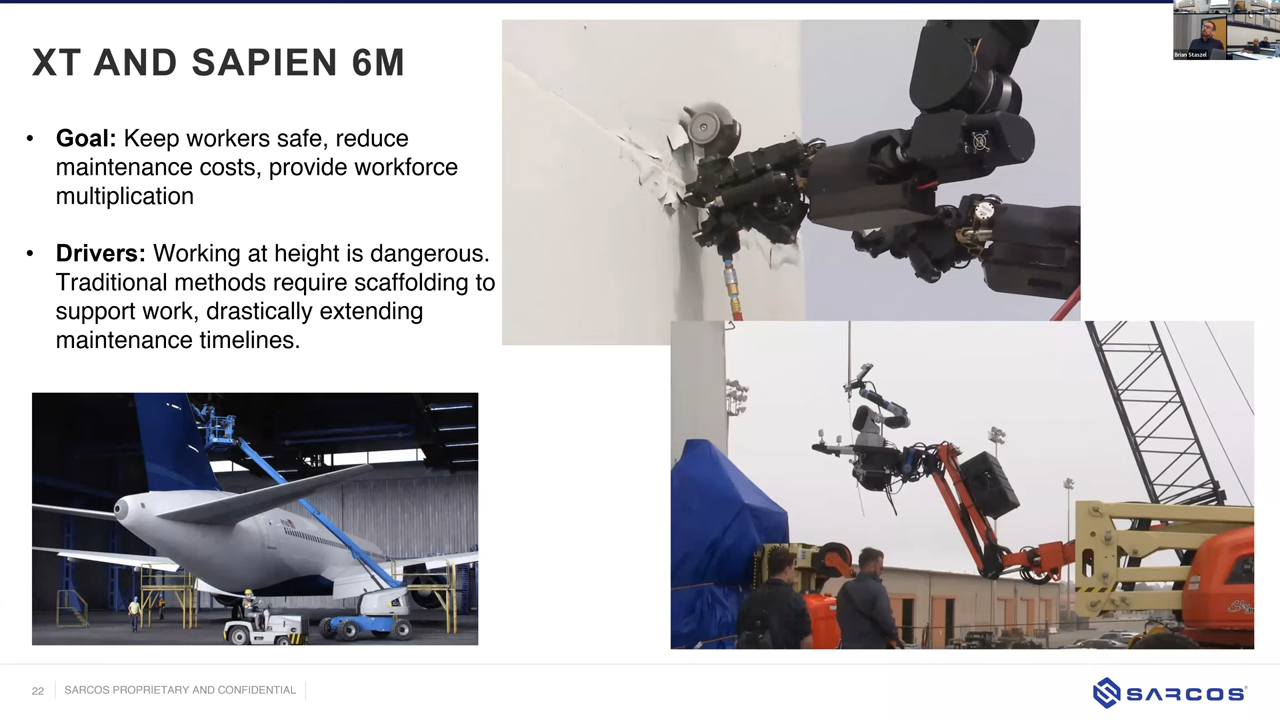 Brian Staszel
XT AND SAPIEN 6M
• Goal: Keep workers safe, reduce
maintenance costs, provide workforce
multiplication
• Drivers: Working at height is dangerous.
Traditional methods require scaffolding to
support work, drastically extending
maintenance timelines.
22
SARCOS PROPRIETARY AND CONFIDENTIAL
SARCOS